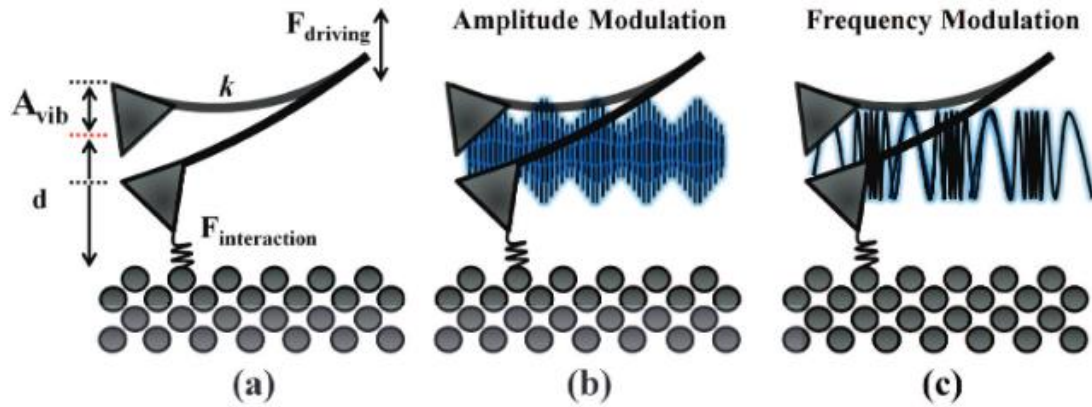 F_driving
Amplitude Modulation
Frequency Modulation
k
A_vib
d
F_interaction
(a)
(b)
(c)